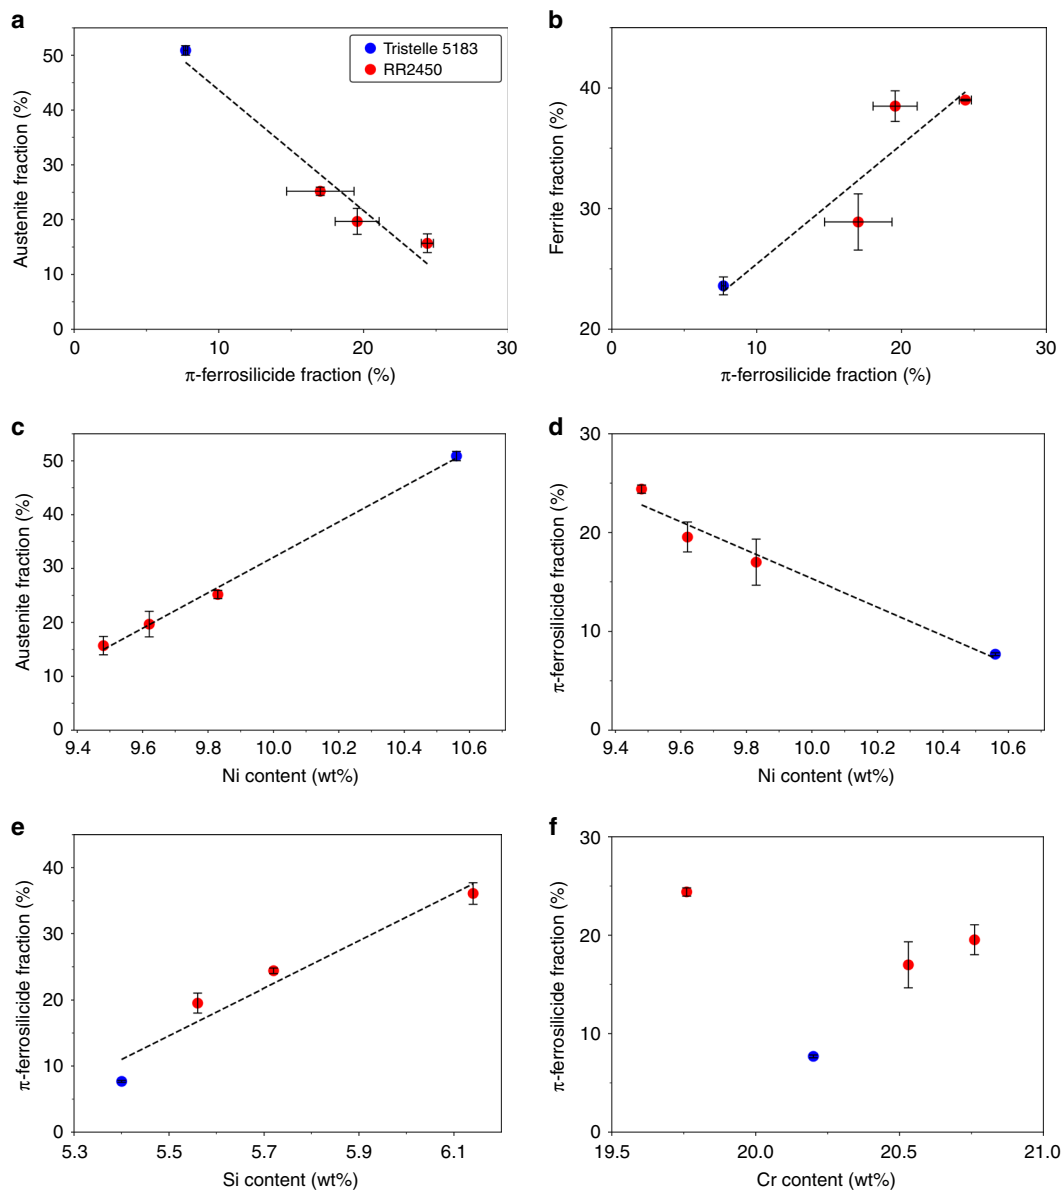 a
50
40
30
20
10
0
0
10
20
30
Austenite fraction (%)
π-ferrosilicide fraction (%)
Tristelle 5183
RR2450
b
40
30
20
0
10
20
30
Ferrite fraction (%)
π-ferrosilicide fraction (%)
c
50
40
30
20
10
0
9.4
9.6
9.8
10.0
10.2
10.4
10.6
Austenite fraction (%)
Ni content (wt%)
d
30
20
10
0
9.4
9.6
9.8
10.0
10.2
10.4
10.6
π-ferrosilicide fraction (%)
Ni content (wt%)
e
40
30
20
10
0
5.3
5.5
5.7
5.9
6.1
π-ferrosilicide fraction (%)
Si content (wt%)
f
30
20
10
0
19.5
20.0
20.5
21.0
π-ferrosilicide fraction (%)
Cr content (wt%)